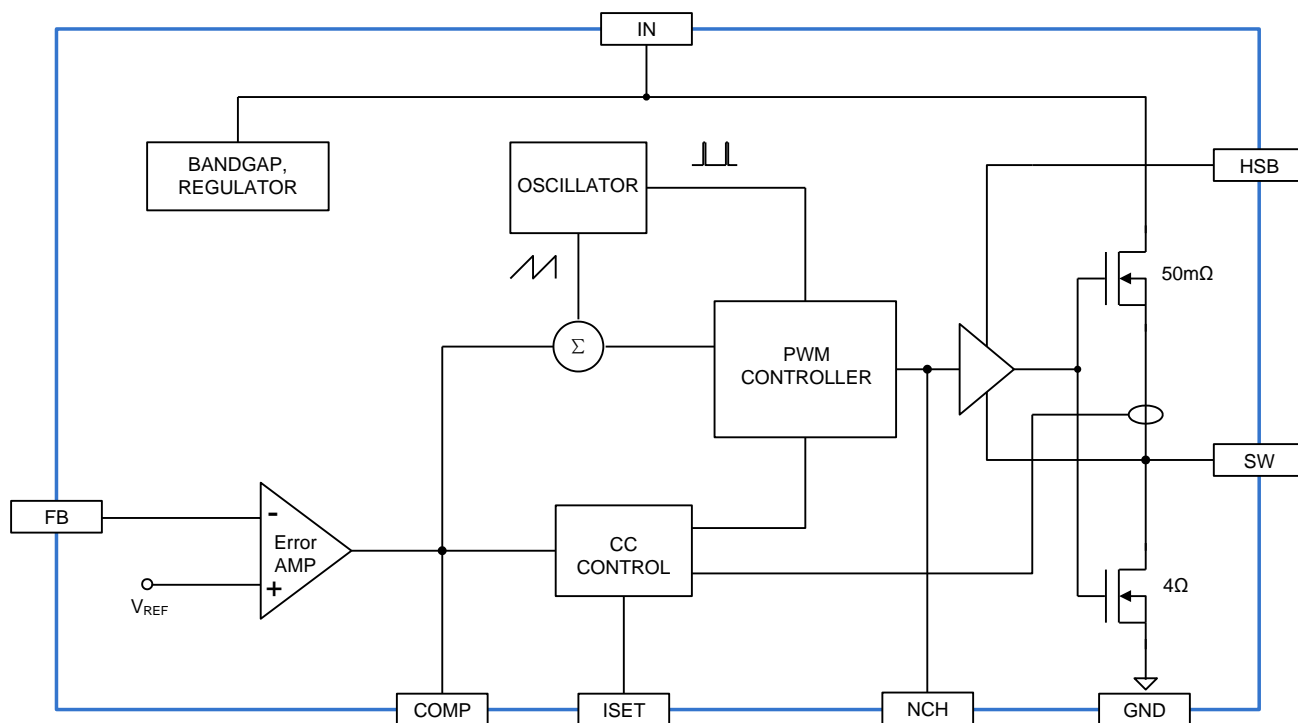 IN
BANDGAP,
REGULATOR
OSCILLATOR
HSB
50mΩ
Σ
PWM
CONTROLLER
SW
FB
-
Error
AMP
+
VREF
CC
CONTROL
4Ω
COMP
ISET
NCH
GND